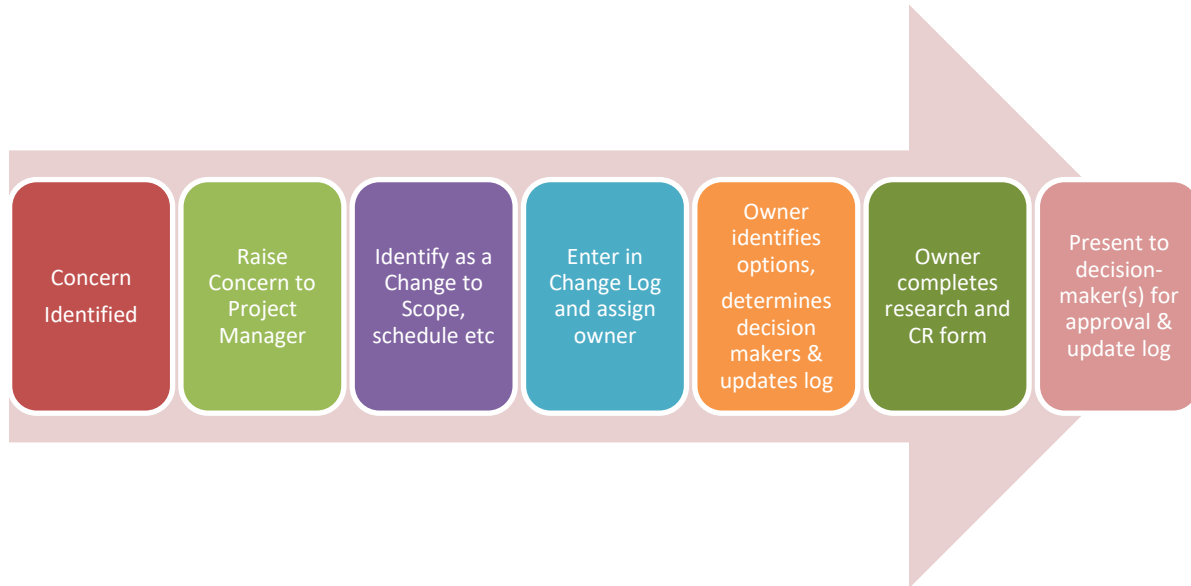 Concern
Identified
Raise
Concern to
Project
Manager
Identify as a
Change to
Scope,
schedule etc
Enter in
Change Log
and assign
owner
Owner
identifies
options,
determines
decision
makers &
updates log
Owner
completes
research and
CR form
Present to
decision-
maker(s) for
approval &
update log